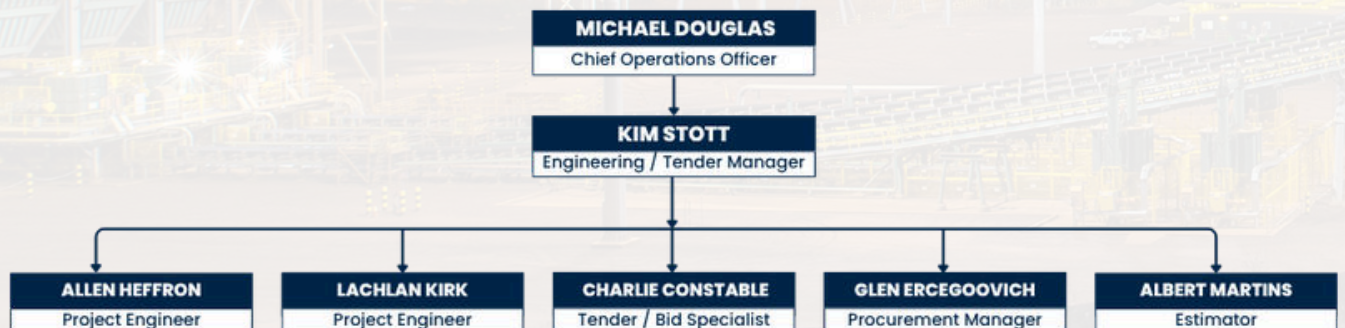 MICHAEL DOUGLAS
Chief Operations Officer
KIM STOTT
Engineering / Tender Manager
ALLEN HEFFRON
Project Engineer
LACHLAN KIRK
Project Engineer
CHARLIE CONSTABLE
Tender / Bid Specialist
GLEN ERCEGOOVICH
Procurement Manager
ALBERT MARTINS
Estimator